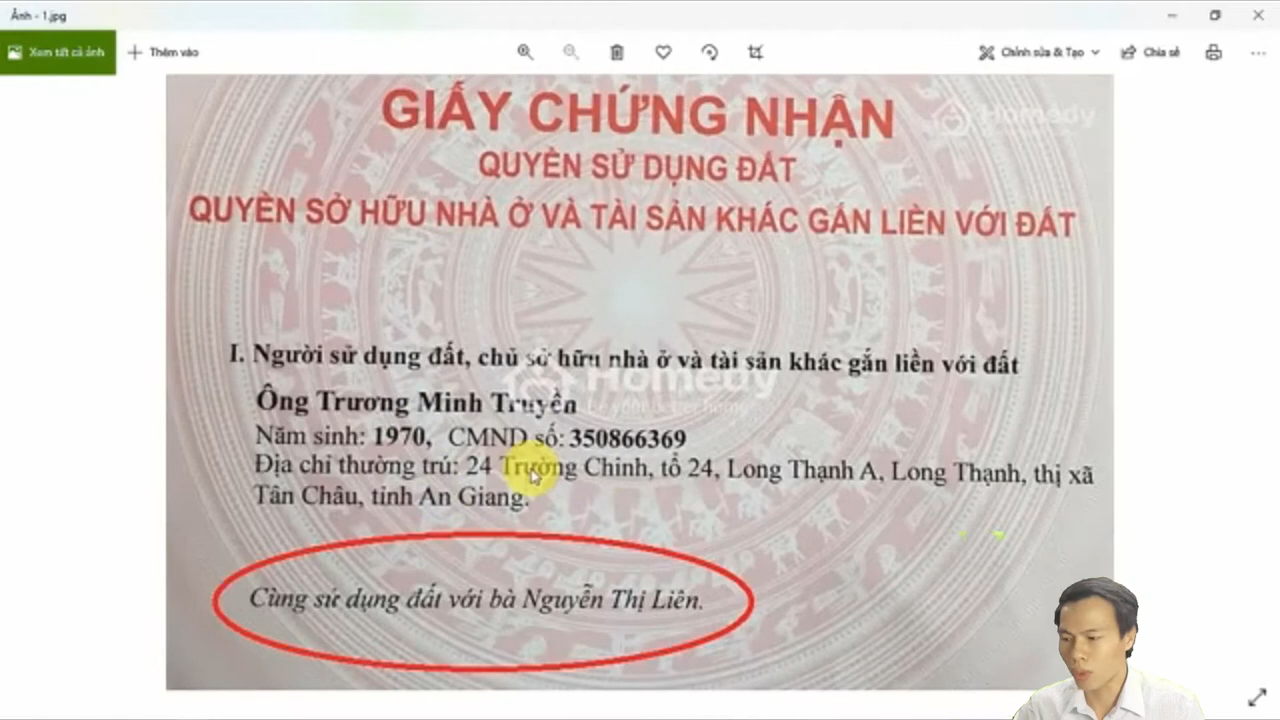 Ảnh - 1.jpg
Xem tất cả ảnh
Thêm vào
Chỉnh sửa & Tạo
Chia sẻ
Homedy
GIẤY CHỨNG NHẬN
QUYỀN SỬ DỤNG ĐẤT
QUYỀN SỞ HỮU NHÀ Ở VÀ TÀI SẢN KHÁC GẮN LIỀN VỚI ĐẤT
I. Người sử dụng đất, chủ sở hữu nhà ở và tài sản khác gắn liền với đất
Homedy
Ông Trương Minh Truyền
Năm sinh: 1970, CMND số: 350866369
Địa chỉ thường trú: 24 Trường Chinh, tổ 24, Long Thạnh A, Long Thạnh, thị xã
Tân Châu, tỉnh An Giang.
Cùng sử dụng đất với bà Nguyễn Thị Liên.